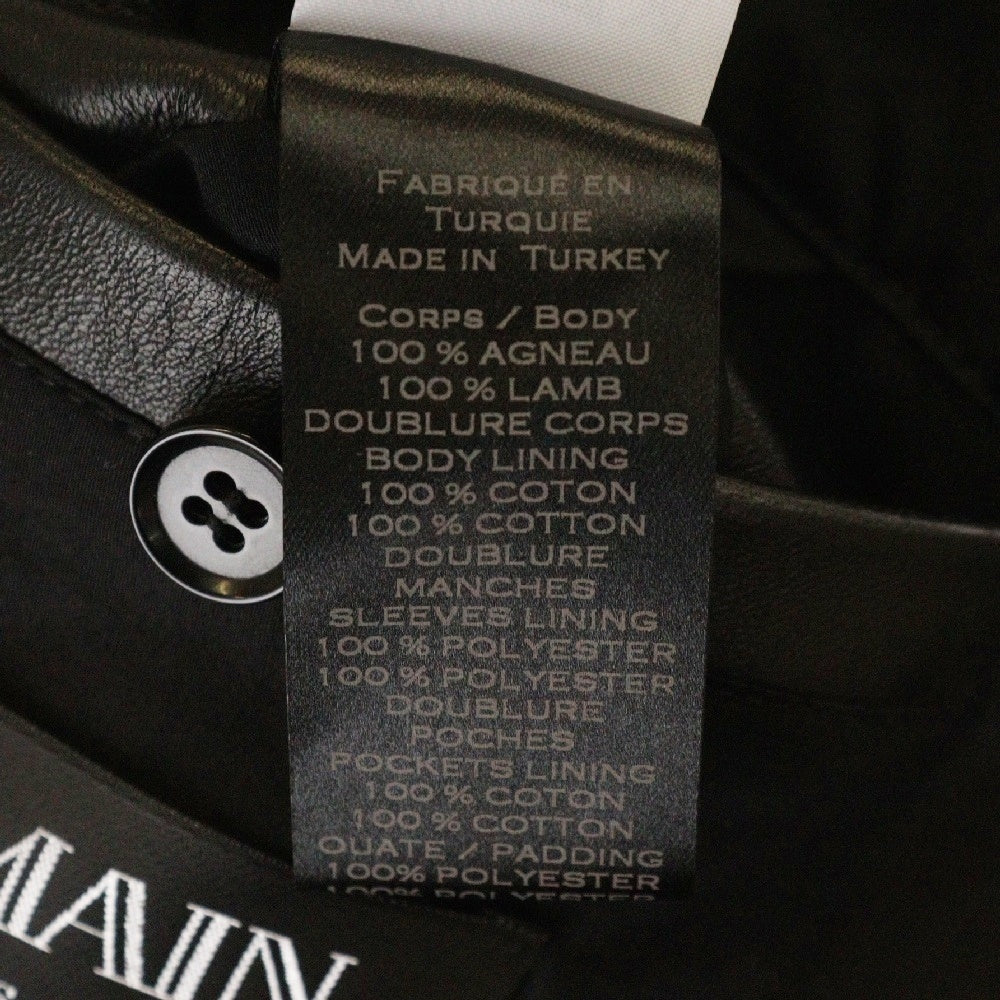 FABRIQUÉ EN
TURQUIE
MADE IN TURKEY
CORPS / BODY
100 % AGNEAU
100 % LAMB
DOUBLURE CORPS
BODY LINING
100 % COTON
100 % COTTON
DOUBLURE
MANCHES
SLEEVES LINING
100 % POLYESTER
100 % POLYESTER
DOUBLURE
POCHES
POCKETS LINING
100 % COTON
100 % COTTON
OUATE / PADDING
100% POLYESTER
100% POLYESTER
MAIN